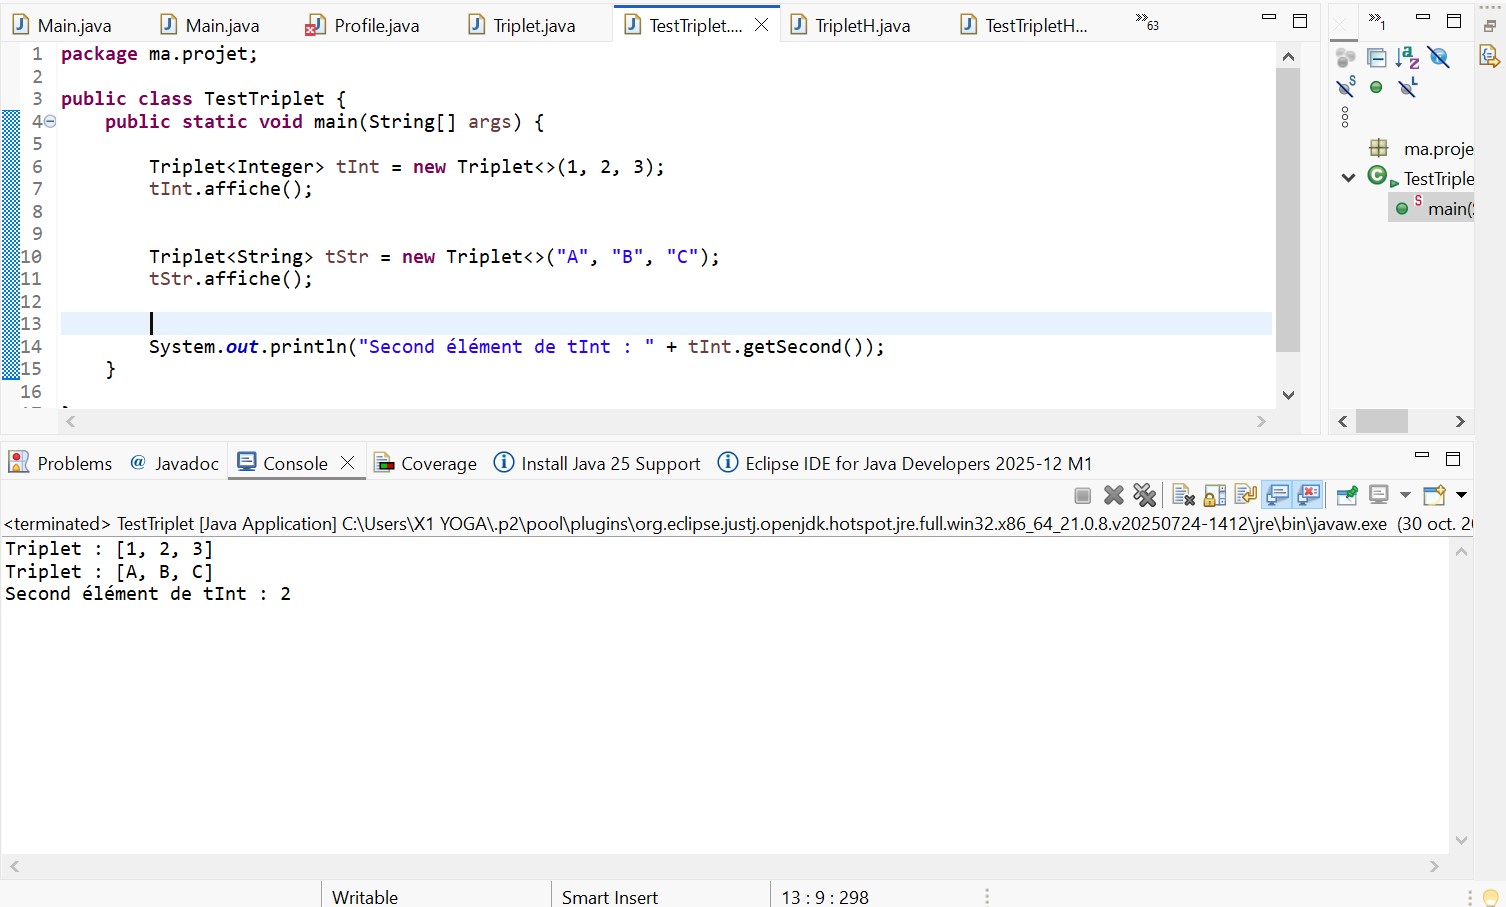 Main.java Main.java Profile.java Triplet.java TestTriplet.... TripletH.java TestTripletH... »63 »1
1 package ma.projet;
2
3 public class TestTriplet {
4 public static void main(String[] args) {
5
6 Triplet<Integer> tInt = new Triplet<>(1, 2, 3);
7 tInt.affiche();
8
9
10 Triplet<String> tStr = new Triplet<>("A", "B", "C");
11 tStr.affiche();
12
13
14 System.out.println("Second élément de tInt : " + tInt.getSecond());
15 }
16
ma.proje
TestTriple
main(
Problems @ Javadoc Console Coverage Install Java 25 Support Eclipse IDE for Java Developers 2025-12 M1
<terminated> TestTriplet [Java Application] C:\Users\X1 YOGA\.p2\pool\plugins\org.eclipse.justj.openjdk.hotspot.jre.full.win32.x86_64_21.0.8.v20250724-1412\jre\bin\javaw.exe (30 oct. 20
Triplet : [1, 2, 3]
Triplet : [A, B, C]
Second élément de tInt : 2
Writable Smart Insert 13 : 9 : 298